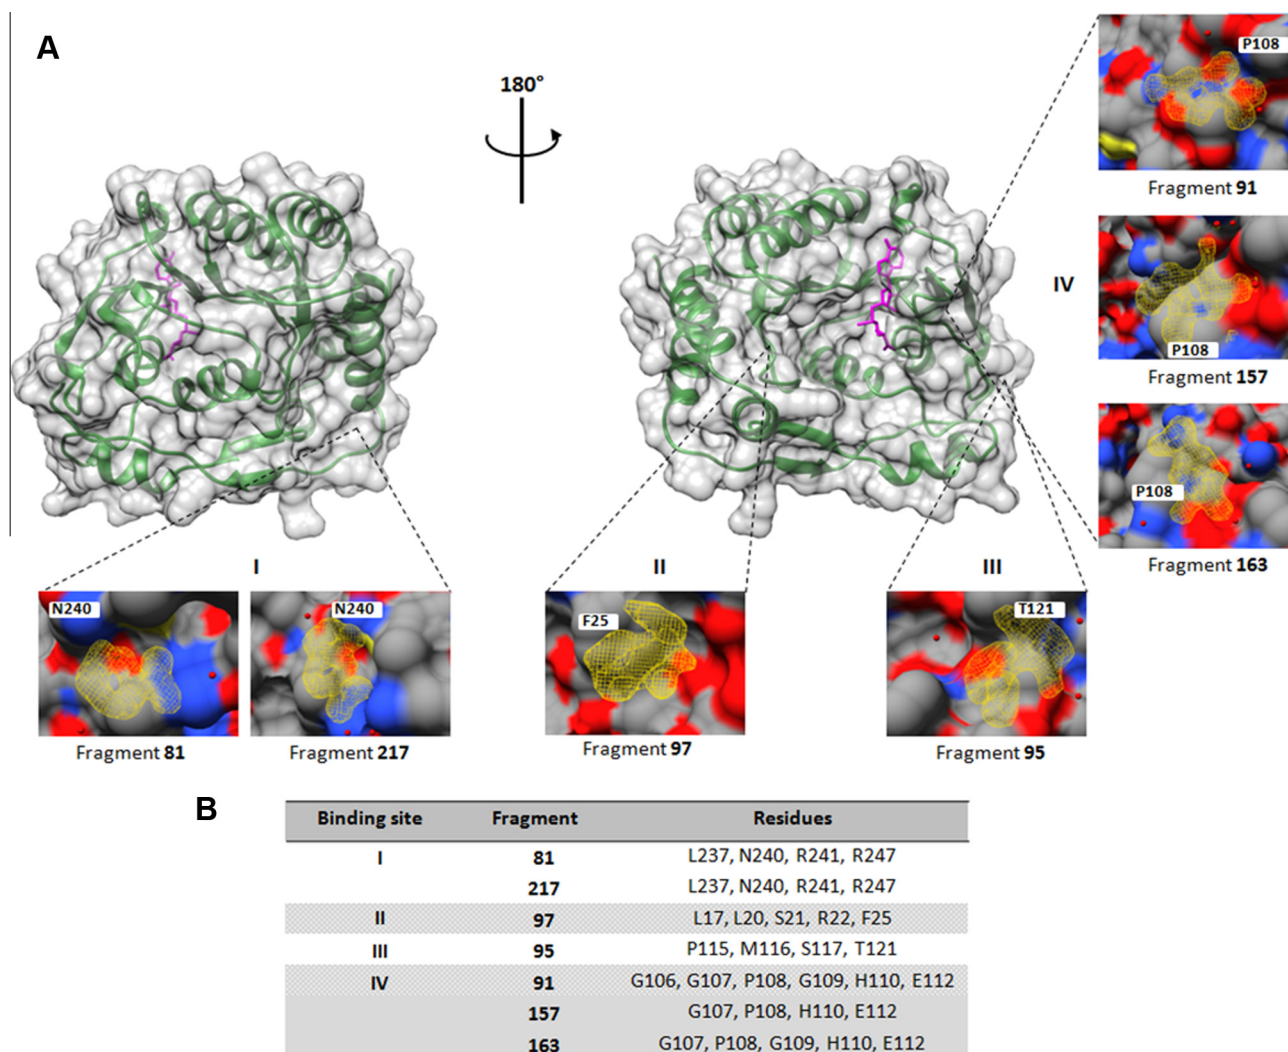 A
180°
P108
Fragment 91
IV
P108
Fragment 157
P108
Fragment 163
I
II
III
N240
N240
F25
T121
Fragment 81
Fragment 217
Fragment 97
Fragment 95
B
Binding site Fragment Residues
I 81 L237, N240, R241, R247
217 L237, N240, R241, R247
II 97 L17, L20, S21, R22, F25
III 95 P115, M116, S117, T121
IV 91 G106, G107, P108, G109, H110, E112
157 G107, P108, H110, E112
163 G107, P108, G109, H110, E112